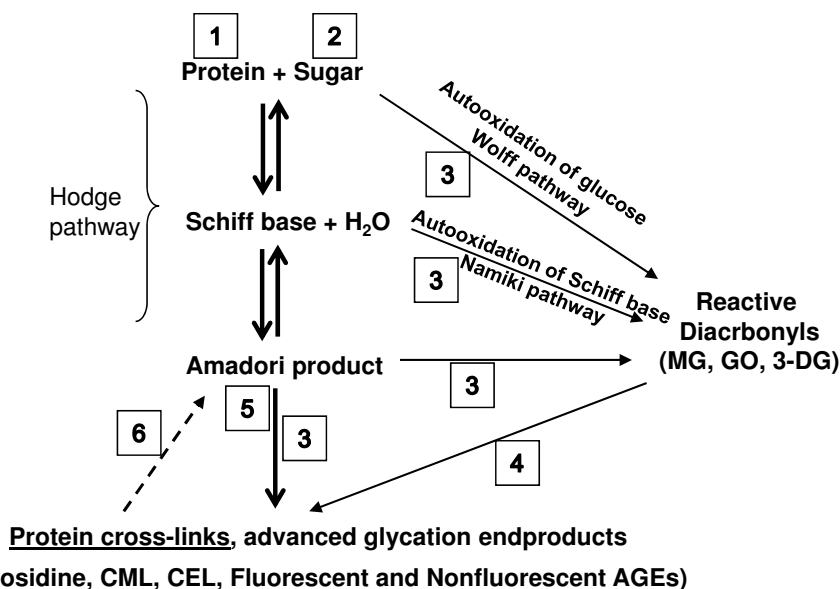 1
2
Protein + Sugar
Autooxidation of glucose
Wolff pathway
3
Hodge
pathway
Schiff base + H₂O
Autooxidation of Schiff base
Namiki pathway
3
Reactive
Diacrbonyls
(MG, GO, 3-DG)
Amadori product
3
5
3
6
4
Protein cross-links, advanced glycation endproducts
osidine, CML, CEL, Fluorescent and Nonfluorescent AGEs)